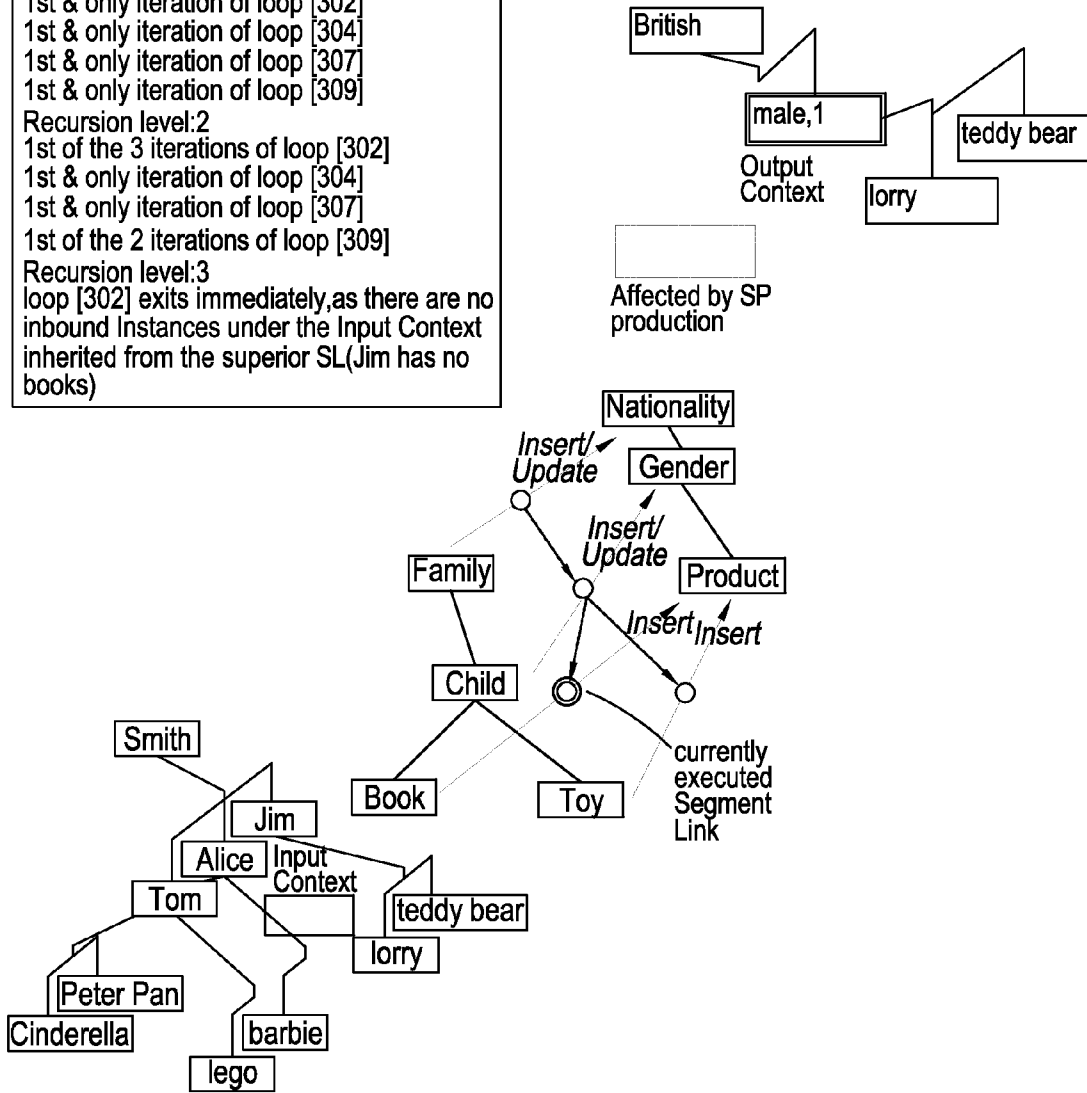 1st & only iteration of loop [302]
1st & only iteration of loop [304]
1st & only iteration of loop [307]
1st & only iteration of loop [309]
Recursion level:2
1st of the 3 iterations of loop [302]
1st & only iteration of loop [304]
1st & only iteration of loop [307]
1st of the 2 iterations of loop [309]
Recursion level:3
loop [302] exits immediately,as there are no
inbound Instances under the Input Context
inherited from the superior SL(Jim has no
books)
British
male,1
teddy bear
Output
Context
lorry
Affected by SP
production
Nationality
Insert/
Update
Gender
Insert/
Update
Family
Product
Insert
Insert
Child
currently
executed
Segment
Link
Book
Toy
Smith
Jim
Alice
Input
Context
Tom
teddy bear
lorry
Peter Pan
Cinderella
barbie
lego